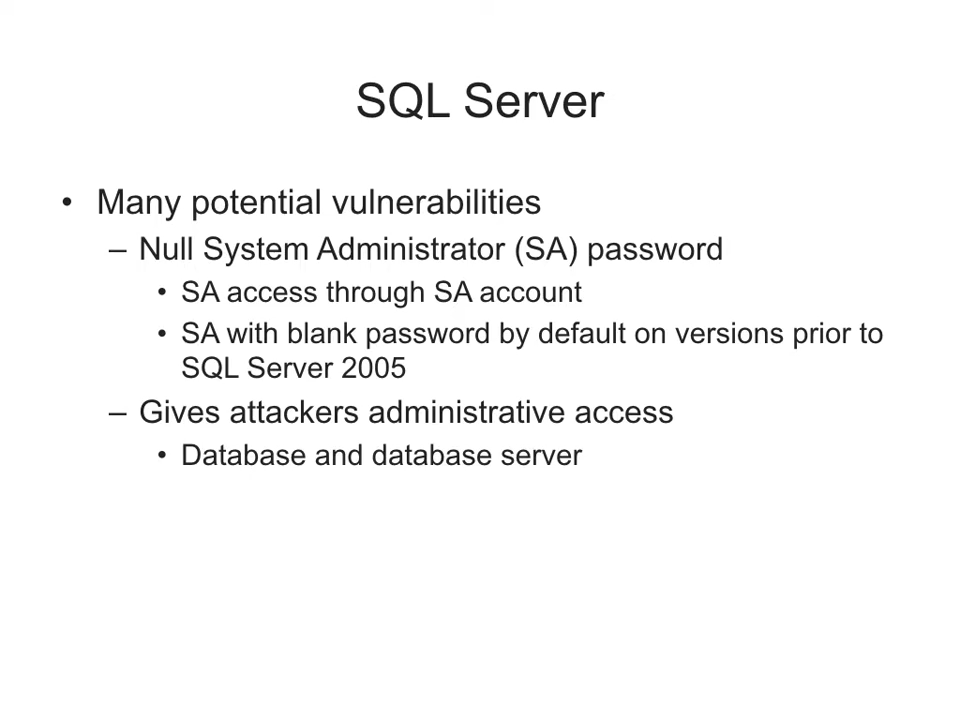 SQL Server
• Many potential vulnerabilities
– Null System Administrator (SA) password
• SA access through SA account
• SA with blank password by default on versions prior to
SQL Server 2005
– Gives attackers administrative access
• Database and database server